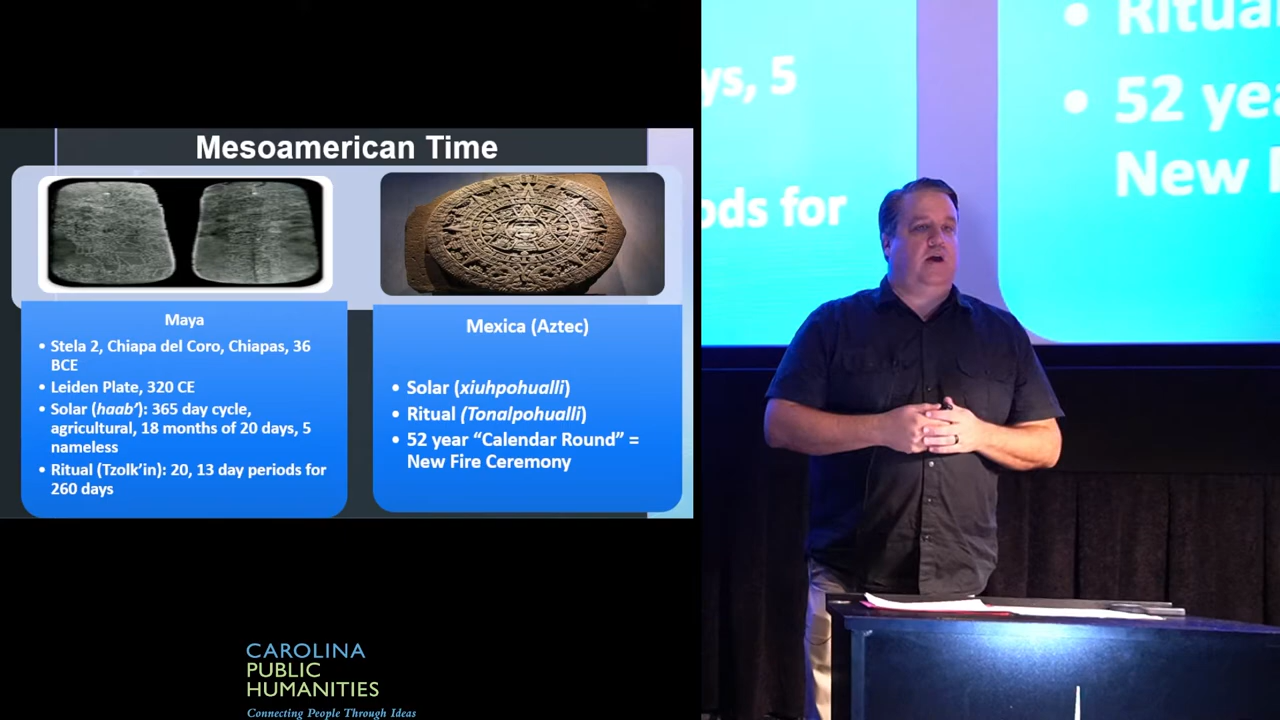 Mesoamerican Time
Maya
• Stela 2, Chiapa del Coro, Chiapas, 36
BCE
• Leiden Plate, 320 CE
• Solar (haab’): 365 day cycle,
agricultural, 18 months of 20 days, 5
nameless
• Ritual (Tzolk’in): 20, 13 day periods for
260 days
Mexica (Aztec)
• Solar (xiuhpohualli)
• Ritual (Tonalpohualli)
• 52 year “Calendar Round” =
New Fire Ceremony
ys, 5
ods for
• Ritua
• 52 ye
New
CAROLINA
PUBLIC
HUMANITIES
Connecting People Through Ideas